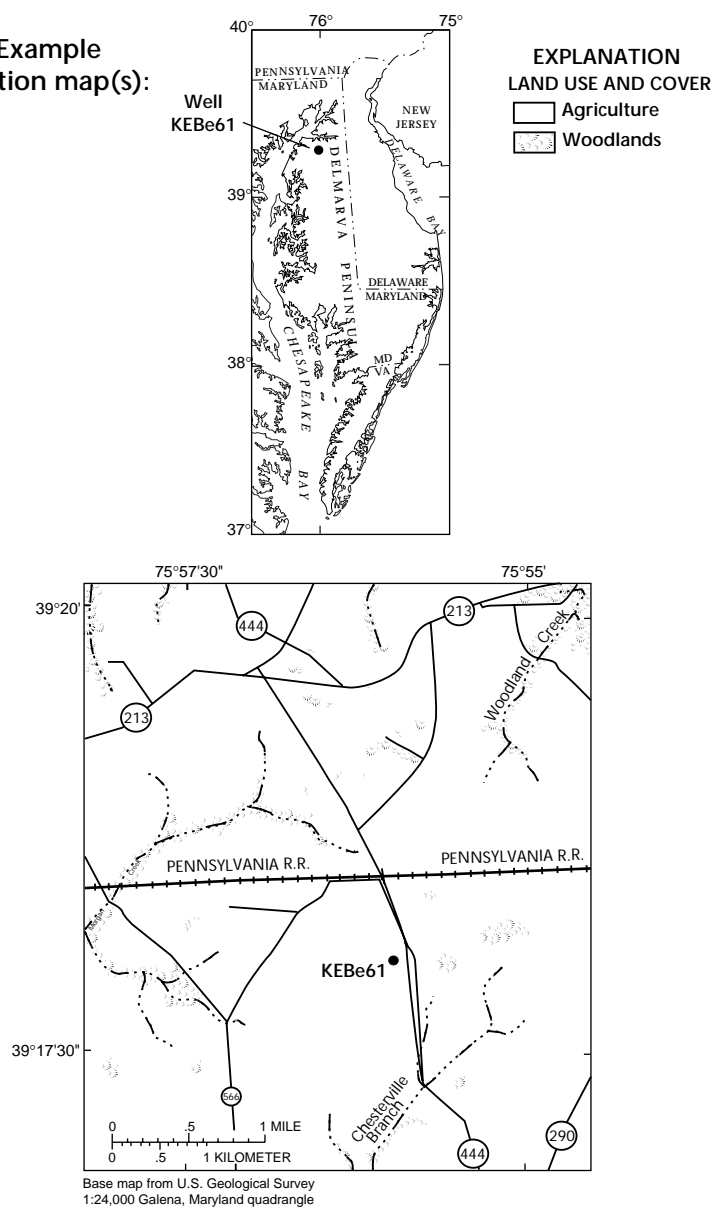 Example
tion map(s):
40°
76°
75°
EXPLANATION
LAND USE AND COVER
Agriculture
Woodlands
PENNSYLVANIA
MARYLAND
NEW
JERSEY
Well
KEBe61
DELAWARE BAY
39°
DELMARVA PENINSU
DELAWARE
MARYLAND
CHESAPEAKE BAY
38°
MD
VA
37°
75°57'30"
75°55'
39°20'
444
213
Woodland Creek
213
PENNSYLVANIA R.R.
PENNSYLVANIA R.R.
Morgan Creek
KEBe61
39°17'30"
566
Chesterville
Branch
0 .5 1 MILE
0 .5 1 KILOMETER
444
290
Base map from U.S. Geological Survey
1:24,000 Galena, Maryland quadrangle